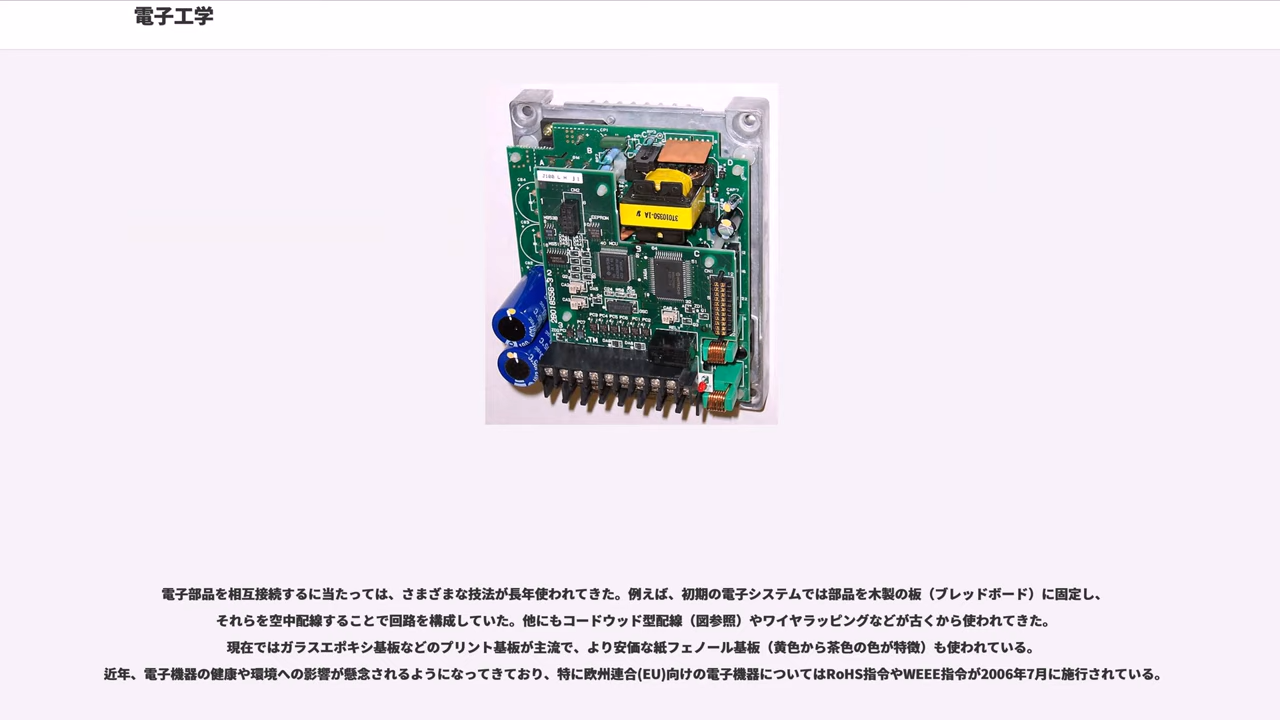 電子工学
J186 L H 21
3TO10350-1A
2B018556-3
電子部品を相互接続するに当たっては、さまざまな技法が長年使われてきた。例えば、初期の電子システムでは部品を木製の板（ブレッドボード）に固定し、
それらを空中配線することで回路を構成していた。他にもコードウッド型配線（図参照）やワイヤラッピングなどが古くから使われてきた。
現在ではガラスエポキシ基板などのプリント基板が主流で、より安価な紙フェノール基板（黄色から茶色の色が特徴）も使われている。
近年、電子機器の健康や環境への影響が懸念されるようになってきており、特に欧州連合(EU)向けの電子機器についてはRoHS指令やWEEE指令が2006年7月に施行されている。